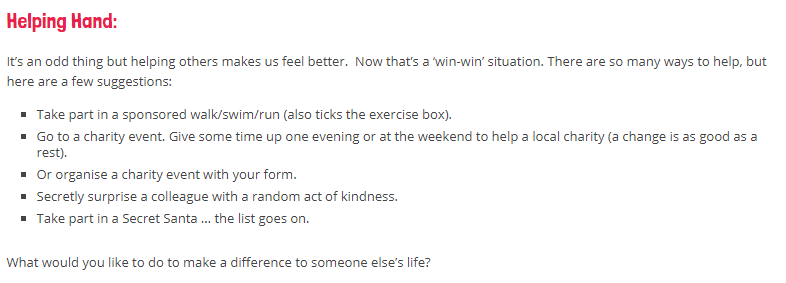 Helping Hand:
It's an odd thing but helping others makes us feel better.  Now that's a 'win-win' situation. There are so many ways to help, but
here are a few suggestions:
▪ Take part in a sponsored walk/swim/run (also ticks the exercise box).
▪ Go to a charity event. Give some time up one evening or at the weekend to help a local charity (a change is as good as a
rest).
▪ Or organise a charity event with your form.
▪ Secretly surprise a colleague with a random act of kindness.
▪ Take part in a Secret Santa … the list goes on.
What would you like to do to make a difference to someone else's life?